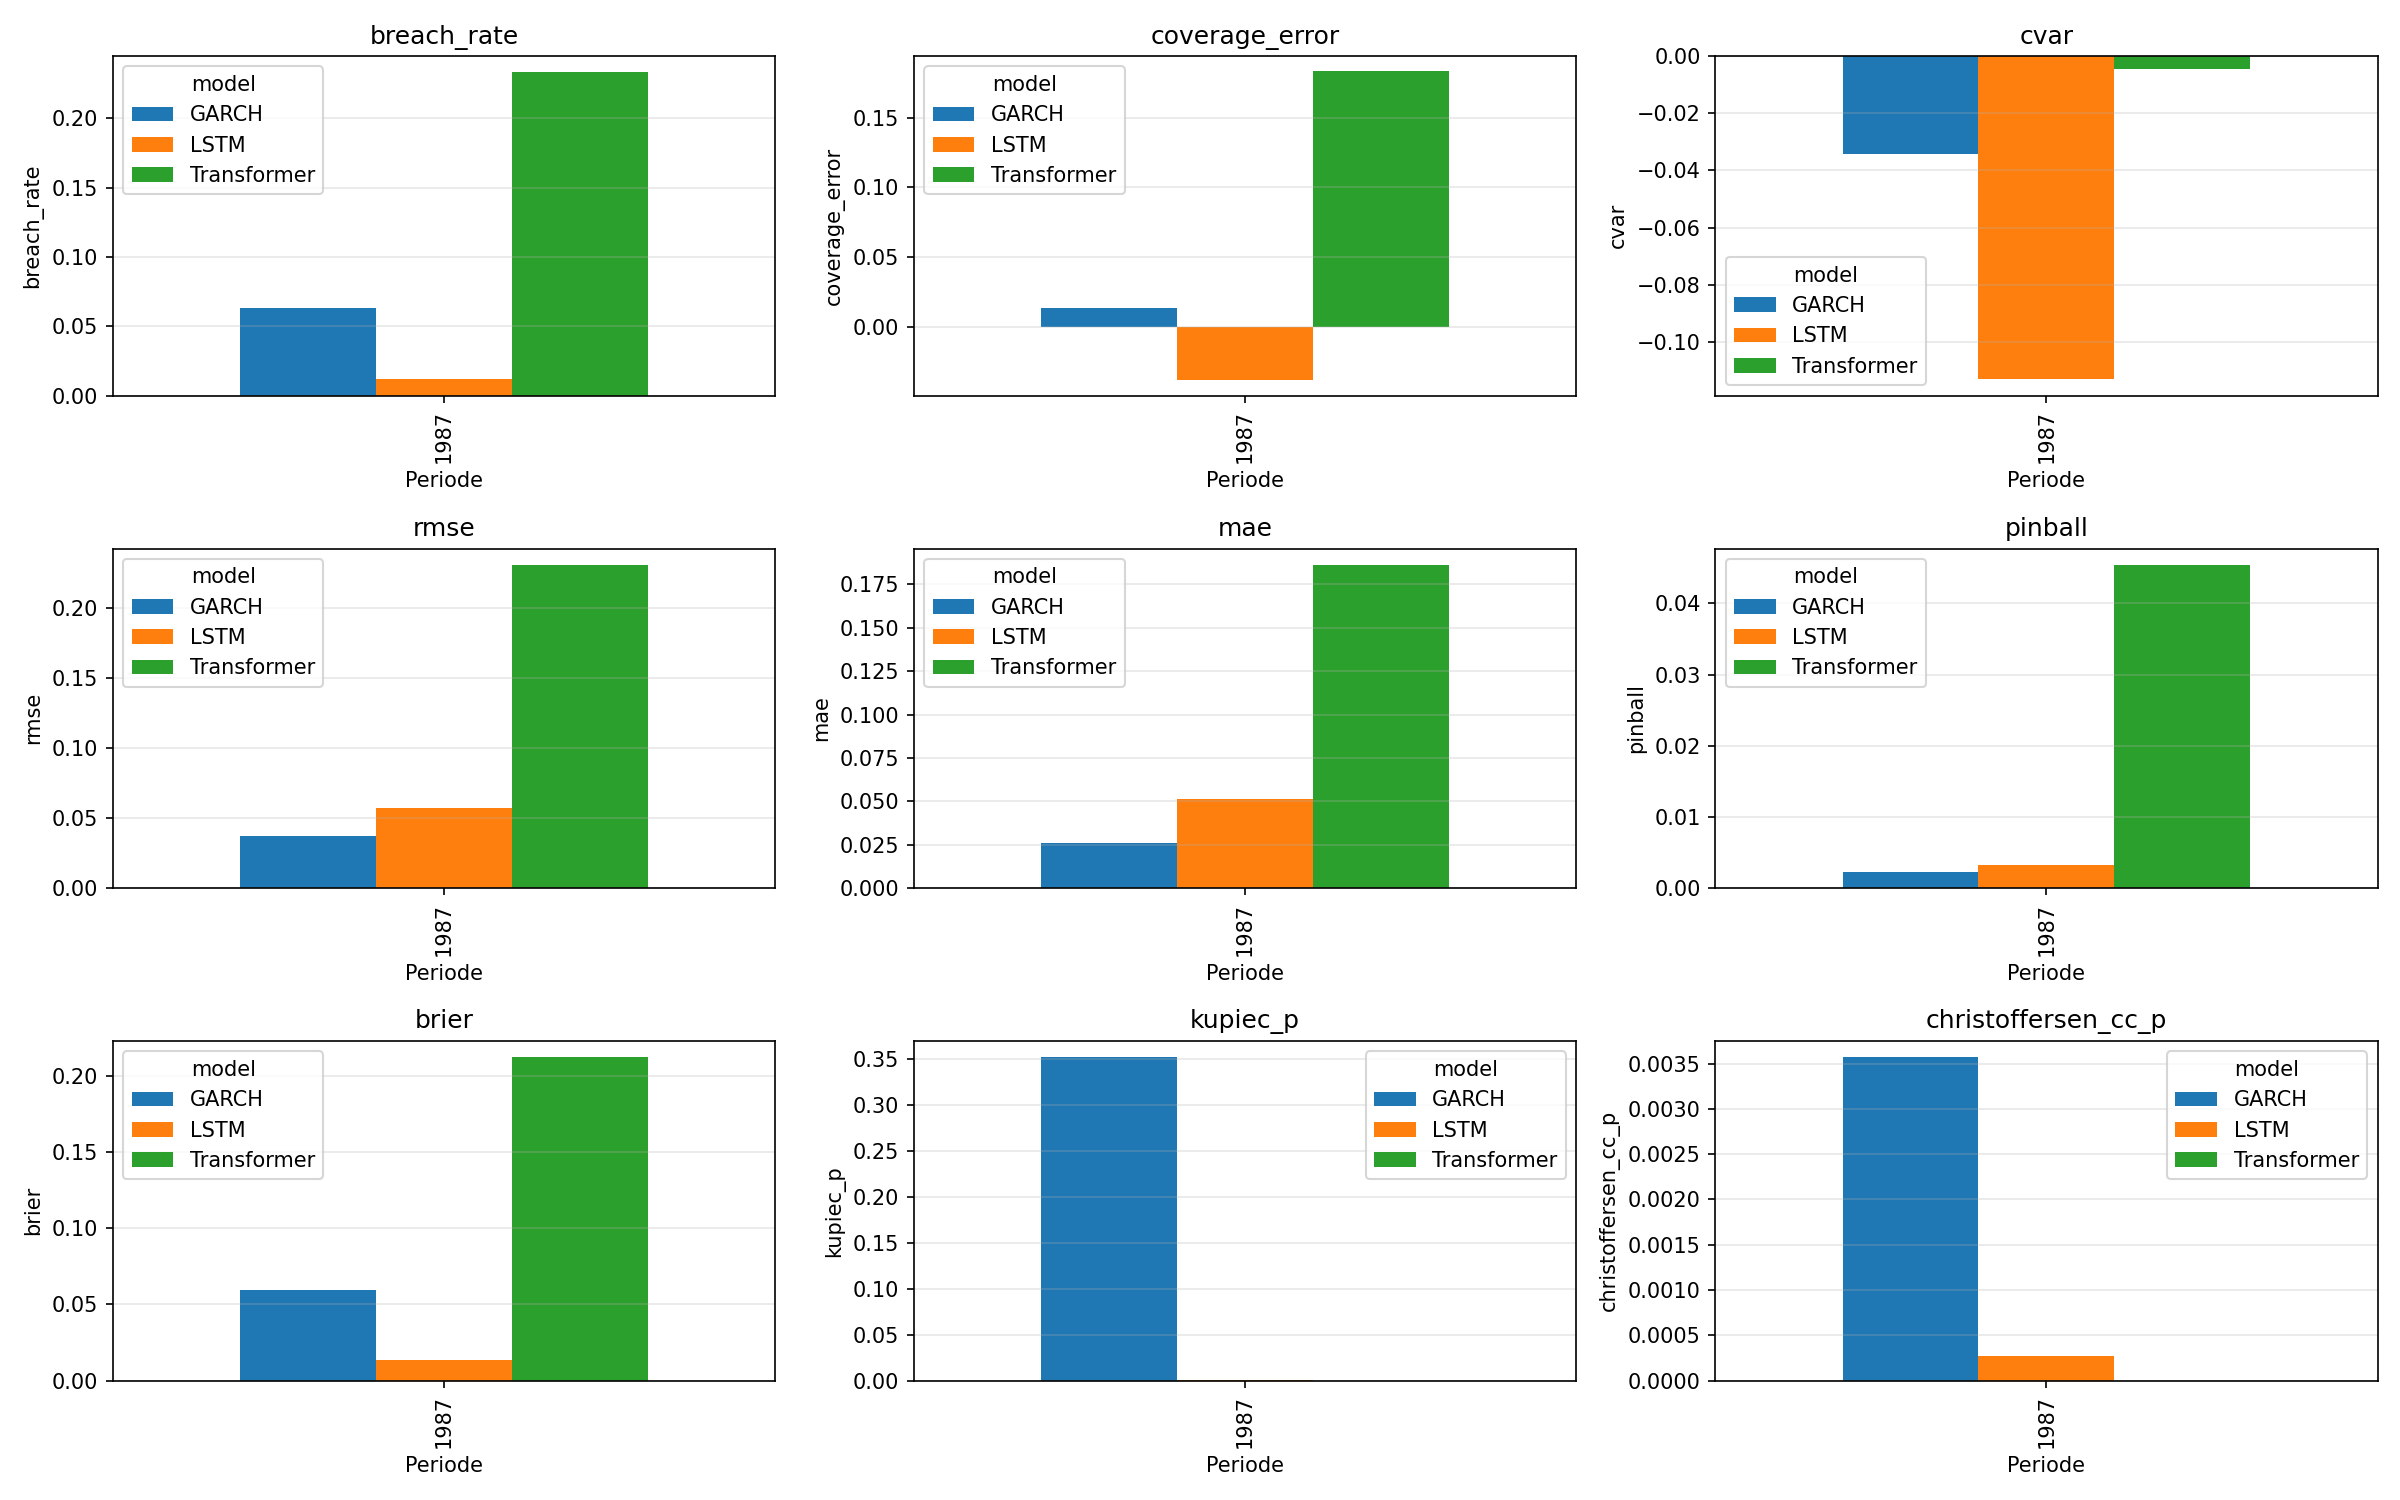 breach_rate
model
GARCH
LSTM
Transformer
0.20
0.15
0.10
0.05
0.00
breach_rate
1987
Periode
coverage_error
model
GARCH
LSTM
Transformer
0.15
0.10
0.05
0.00
coverage_error
1987
Periode
cvar
0.00
−0.02
−0.04
−0.06
−0.08
−0.10
cvar
model
GARCH
LSTM
Transformer
1987
Periode
rmse
model
GARCH
LSTM
Transformer
0.20
0.15
0.10
0.05
0.00
rmse
1987
Periode
mae
model
GARCH
LSTM
Transformer
0.175
0.150
0.125
0.100
0.075
0.050
0.025
0.000
mae
1987
Periode
pinball
model
GARCH
LSTM
Transformer
0.04
0.03
0.02
0.01
0.00
pinball
1987
Periode
brier
model
GARCH
LSTM
Transformer
0.20
0.15
0.10
0.05
0.00
brier
1987
Periode
kupiec_p
model
GARCH
LSTM
Transformer
0.35
0.30
0.25
0.20
0.15
0.10
0.05
0.00
kupiec_p
1987
Periode
christoffersen_cc_p
model
GARCH
LSTM
Transformer
0.0035
0.0030
0.0025
0.0020
0.0015
0.0010
0.0005
0.0000
christoffersen_cc_p
1987
Periode